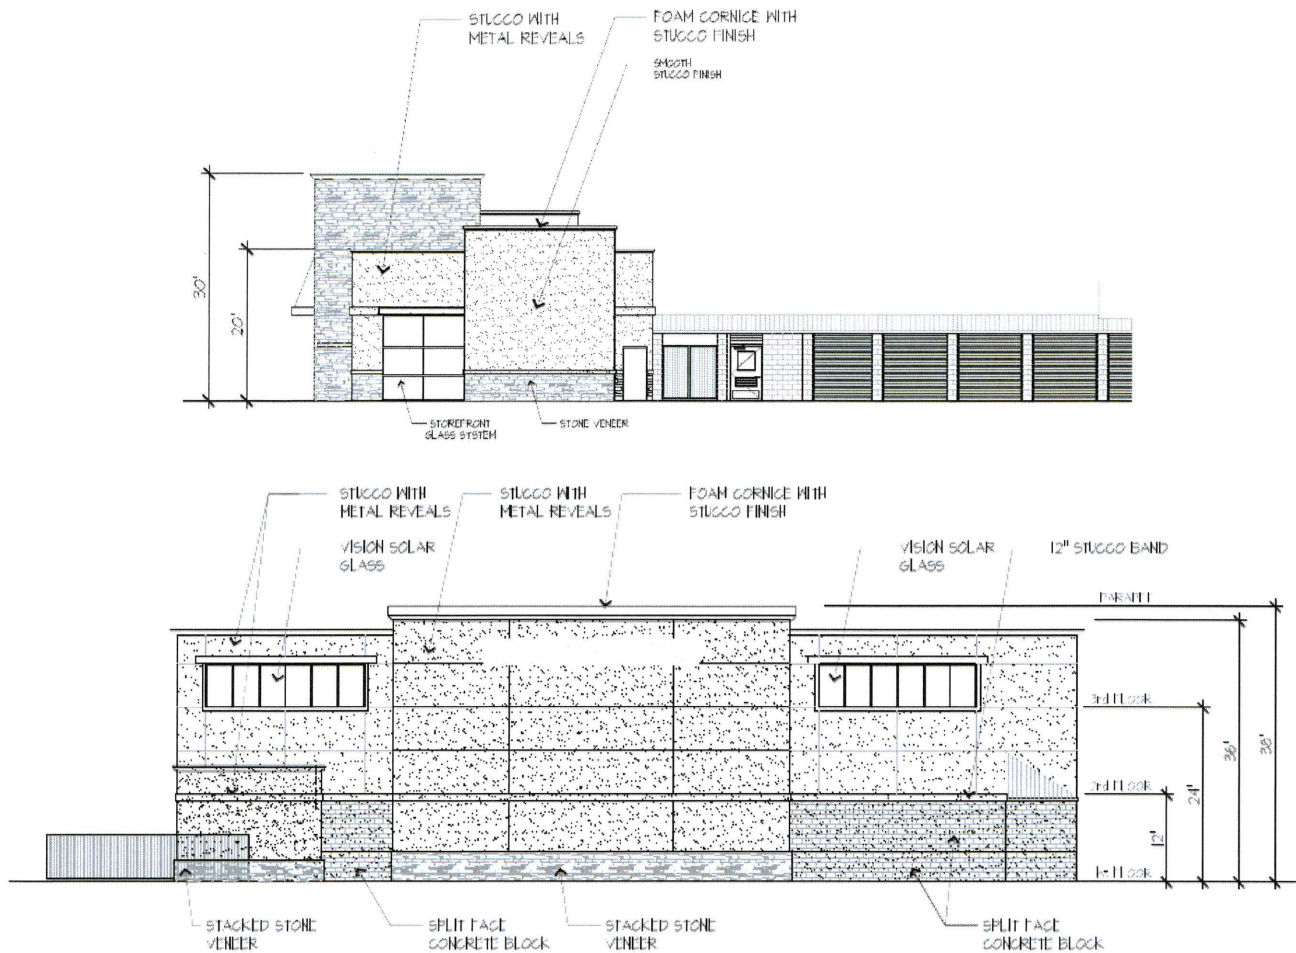 STUCCO WITH
METAL REVEALS
FOAM CORNICE WITH
STUCCO FINISH
SMOOTH
STUCCO FINISH
30'
20'
STOREFRONT
GLASS SYSTEM
STONE VENEER
STUCCO WITH
METAL REVEALS
STUCCO WITH
METAL REVEALS
FOAM CORNICE WITH
STUCCO FINISH
VISION SOLAR
GLASS
VISION SOLAR
GLASS
12" STUCCO BAND
PARAPET
3rd FLOOR
2nd FLOOR
1st FLOOR
12'
24'
36'
38'
STACKED STONE
VENEER
SPLIT FACE
CONCRETE BLOCK
STACKED STONE
VENEER
SPLIT FACE
CONCRETE BLOCK